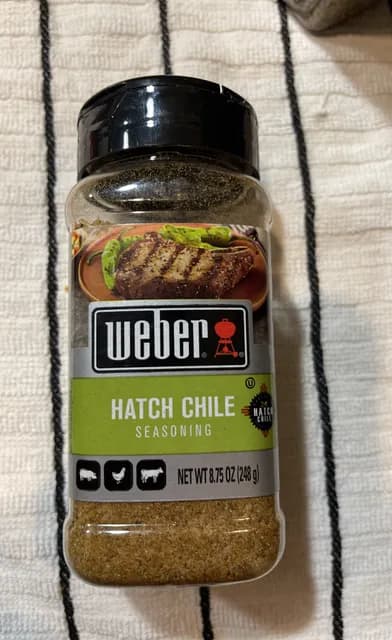 weber
HATCH CHILE
SEASONING
U
HATCH
CHILE
NET WT 8.75 OZ (248 g)